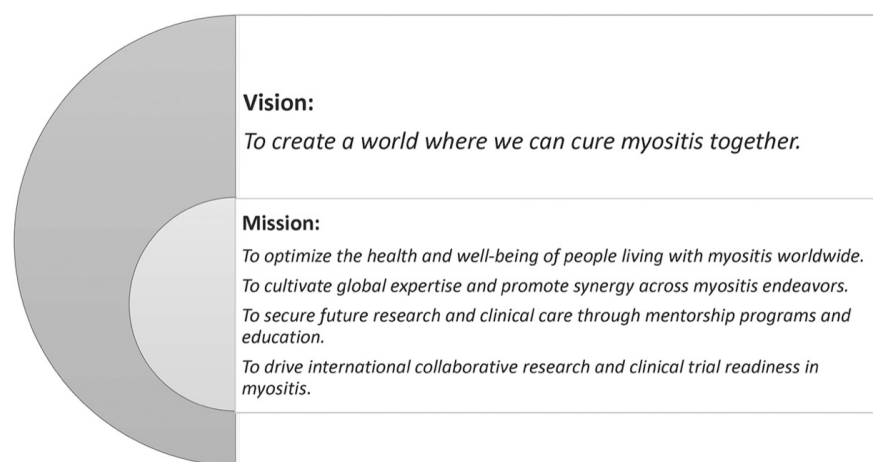 Vision:
To create a world where we can cure myositis together.
Mission:
To optimize the health and well-being of people living with myositis worldwide.
To cultivate global expertise and promote synergy across myositis endeavors.
To secure future research and clinical care through mentorship programs and
education.
To drive international collaborative research and clinical trial readiness in
myositis.